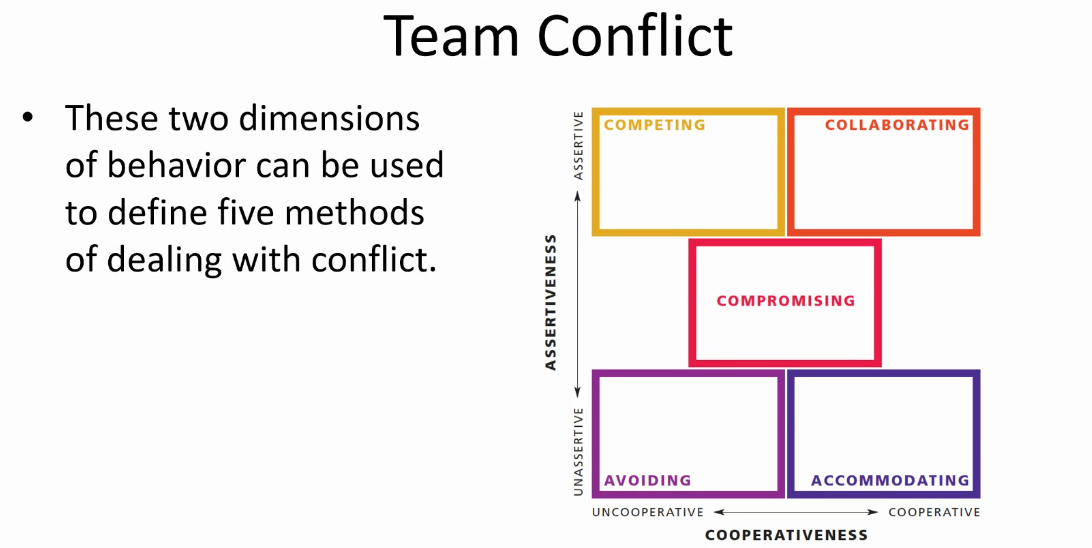 Team Conflict
• These two dimensions
of behavior can be used
to define five methods
of dealing with conflict.
ASSERTIVENESS
ASSERTIVE
UNASSERTIVE
COMPETING
COLLABORATING
COMPROMISING
AVOIDING
ACCOMMODATING
UNCOOPERATIVE
COOPERATIVE
COOPERATIVENESS